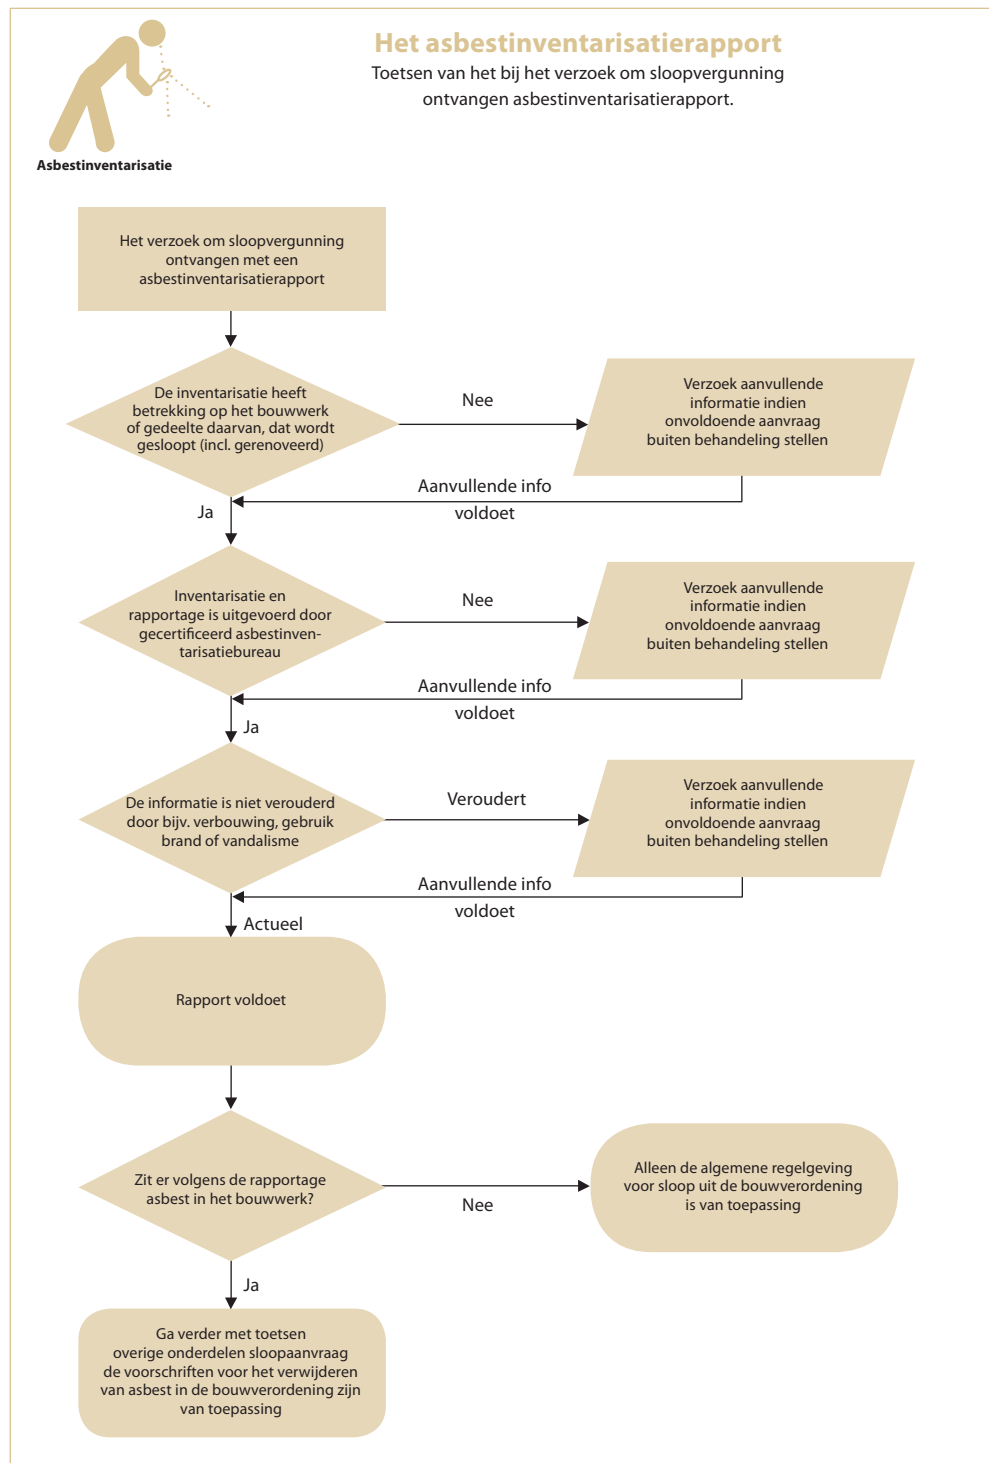 Het asbestinventarisatierapport
Toetsen van het bij het verzoek om sloopvergunning
ontvangen asbestinventarisatierapport.
Asbestinventarisatie
Het verzoek om sloopvergunning
ontvangen met een
asbestinventarisatierapport
De inventarisatie heeft
betrekking op het bouwwerk
of gedeelte daarvan, dat wordt
gesloopt (incl. gerenoveerd)
Nee
Verzoek aanvullende
informatie indien
onvoldoende aanvraag
buiten behandeling stellen
Aanvullende info
voldoet
Ja
Inventarisatie en
rapportage is uitgevoerd door
gecertificeerd asbestinven-
tarisatiebureau
Nee
Verzoek aanvullende
informatie indien
onvoldoende aanvraag
buiten behandeling stellen
Aanvullende info
voldoet
Ja
De informatie is niet verouderd
door bijv. verbouwing, gebruik
brand of vandalisme
Veroudert
Verzoek aanvullende
informatie indien
onvoldoende aanvraag
buiten behandeling stellen
Aanvullende info
voldoet
Actueel
Rapport voldoet
Zit er volgens de rapportage
asbest in het bouwwerk?
Nee
Alleen de algemene regelgeving
voor sloop uit de bouwverordening
is van toepassing
Ja
Ga verder met toetsen
overige onderdelen sloopaanvraag
de voorschriften voor het verwijderen
van asbest in de bouwverordening zijn
van toepassing